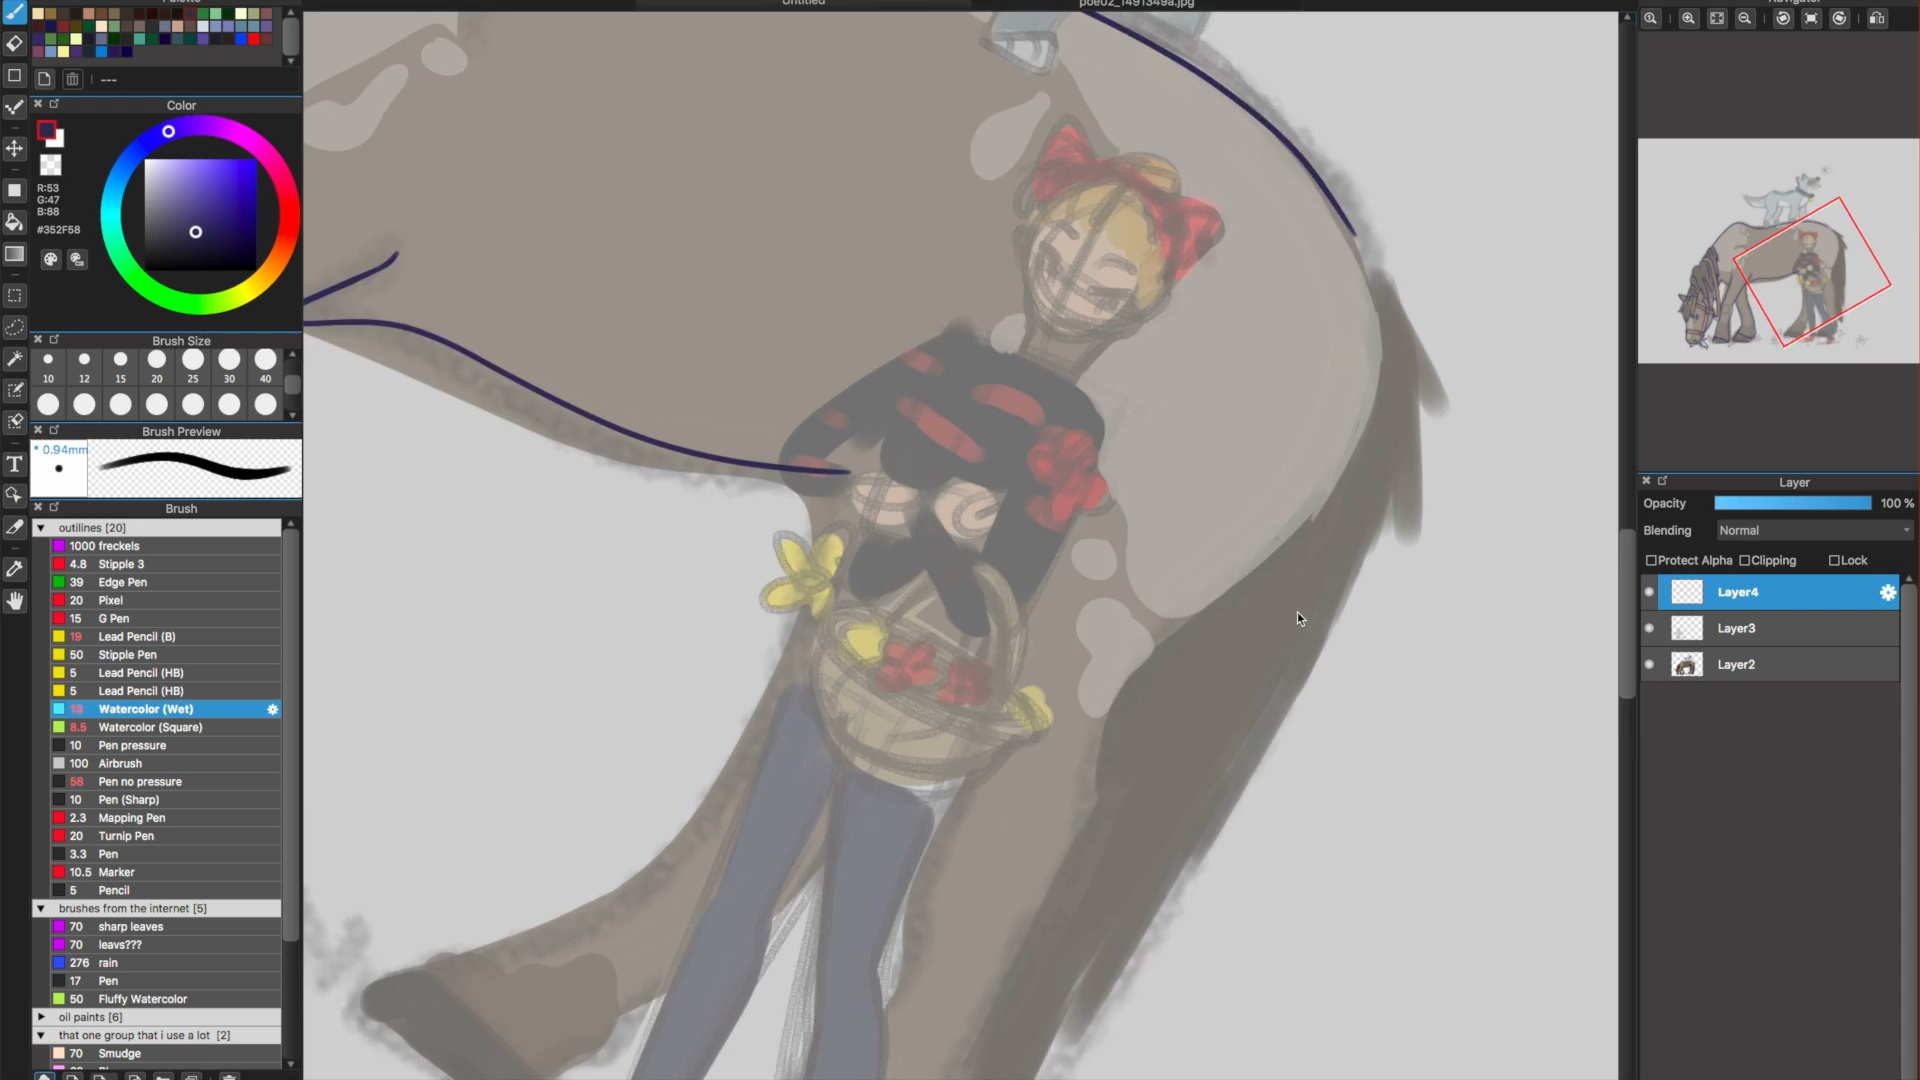 Palette
Untitled
poe02_1491349a.jpg
Navigator
---
Color
R:53
G:47
B:88
#352F58
Brush Size
10 12 15 20 25 30 40
Brush Preview
* 0.94mm
Brush
outilines [20]
1000 freckels
4.8 Stipple 3
39 Edge Pen
20 Pixel
15 G Pen
19 Lead Pencil (B)
50 Stipple Pen
5 Lead Pencil (HB)
5 Lead Pencil (HB)
13 Watercolor (Wet)
8.5 Watercolor (Square)
10 Pen pressure
100 Airbrush
58 Pen no pressure
10 Pen (Sharp)
2.3 Mapping Pen
20 Turnip Pen
3.3 Pen
10.5 Marker
5 Pencil
brushes from the internet [5]
70 sharp leaves
70 leavs???
276 rain
17 Pen
50 Fluffy Watercolor
oil paints [6]
that one group that i use a lot [2]
70 Smudge
Layer
Opacity 100 %
Blending Normal
Protect Alpha Clipping Lock
Layer4
Layer3
Layer2